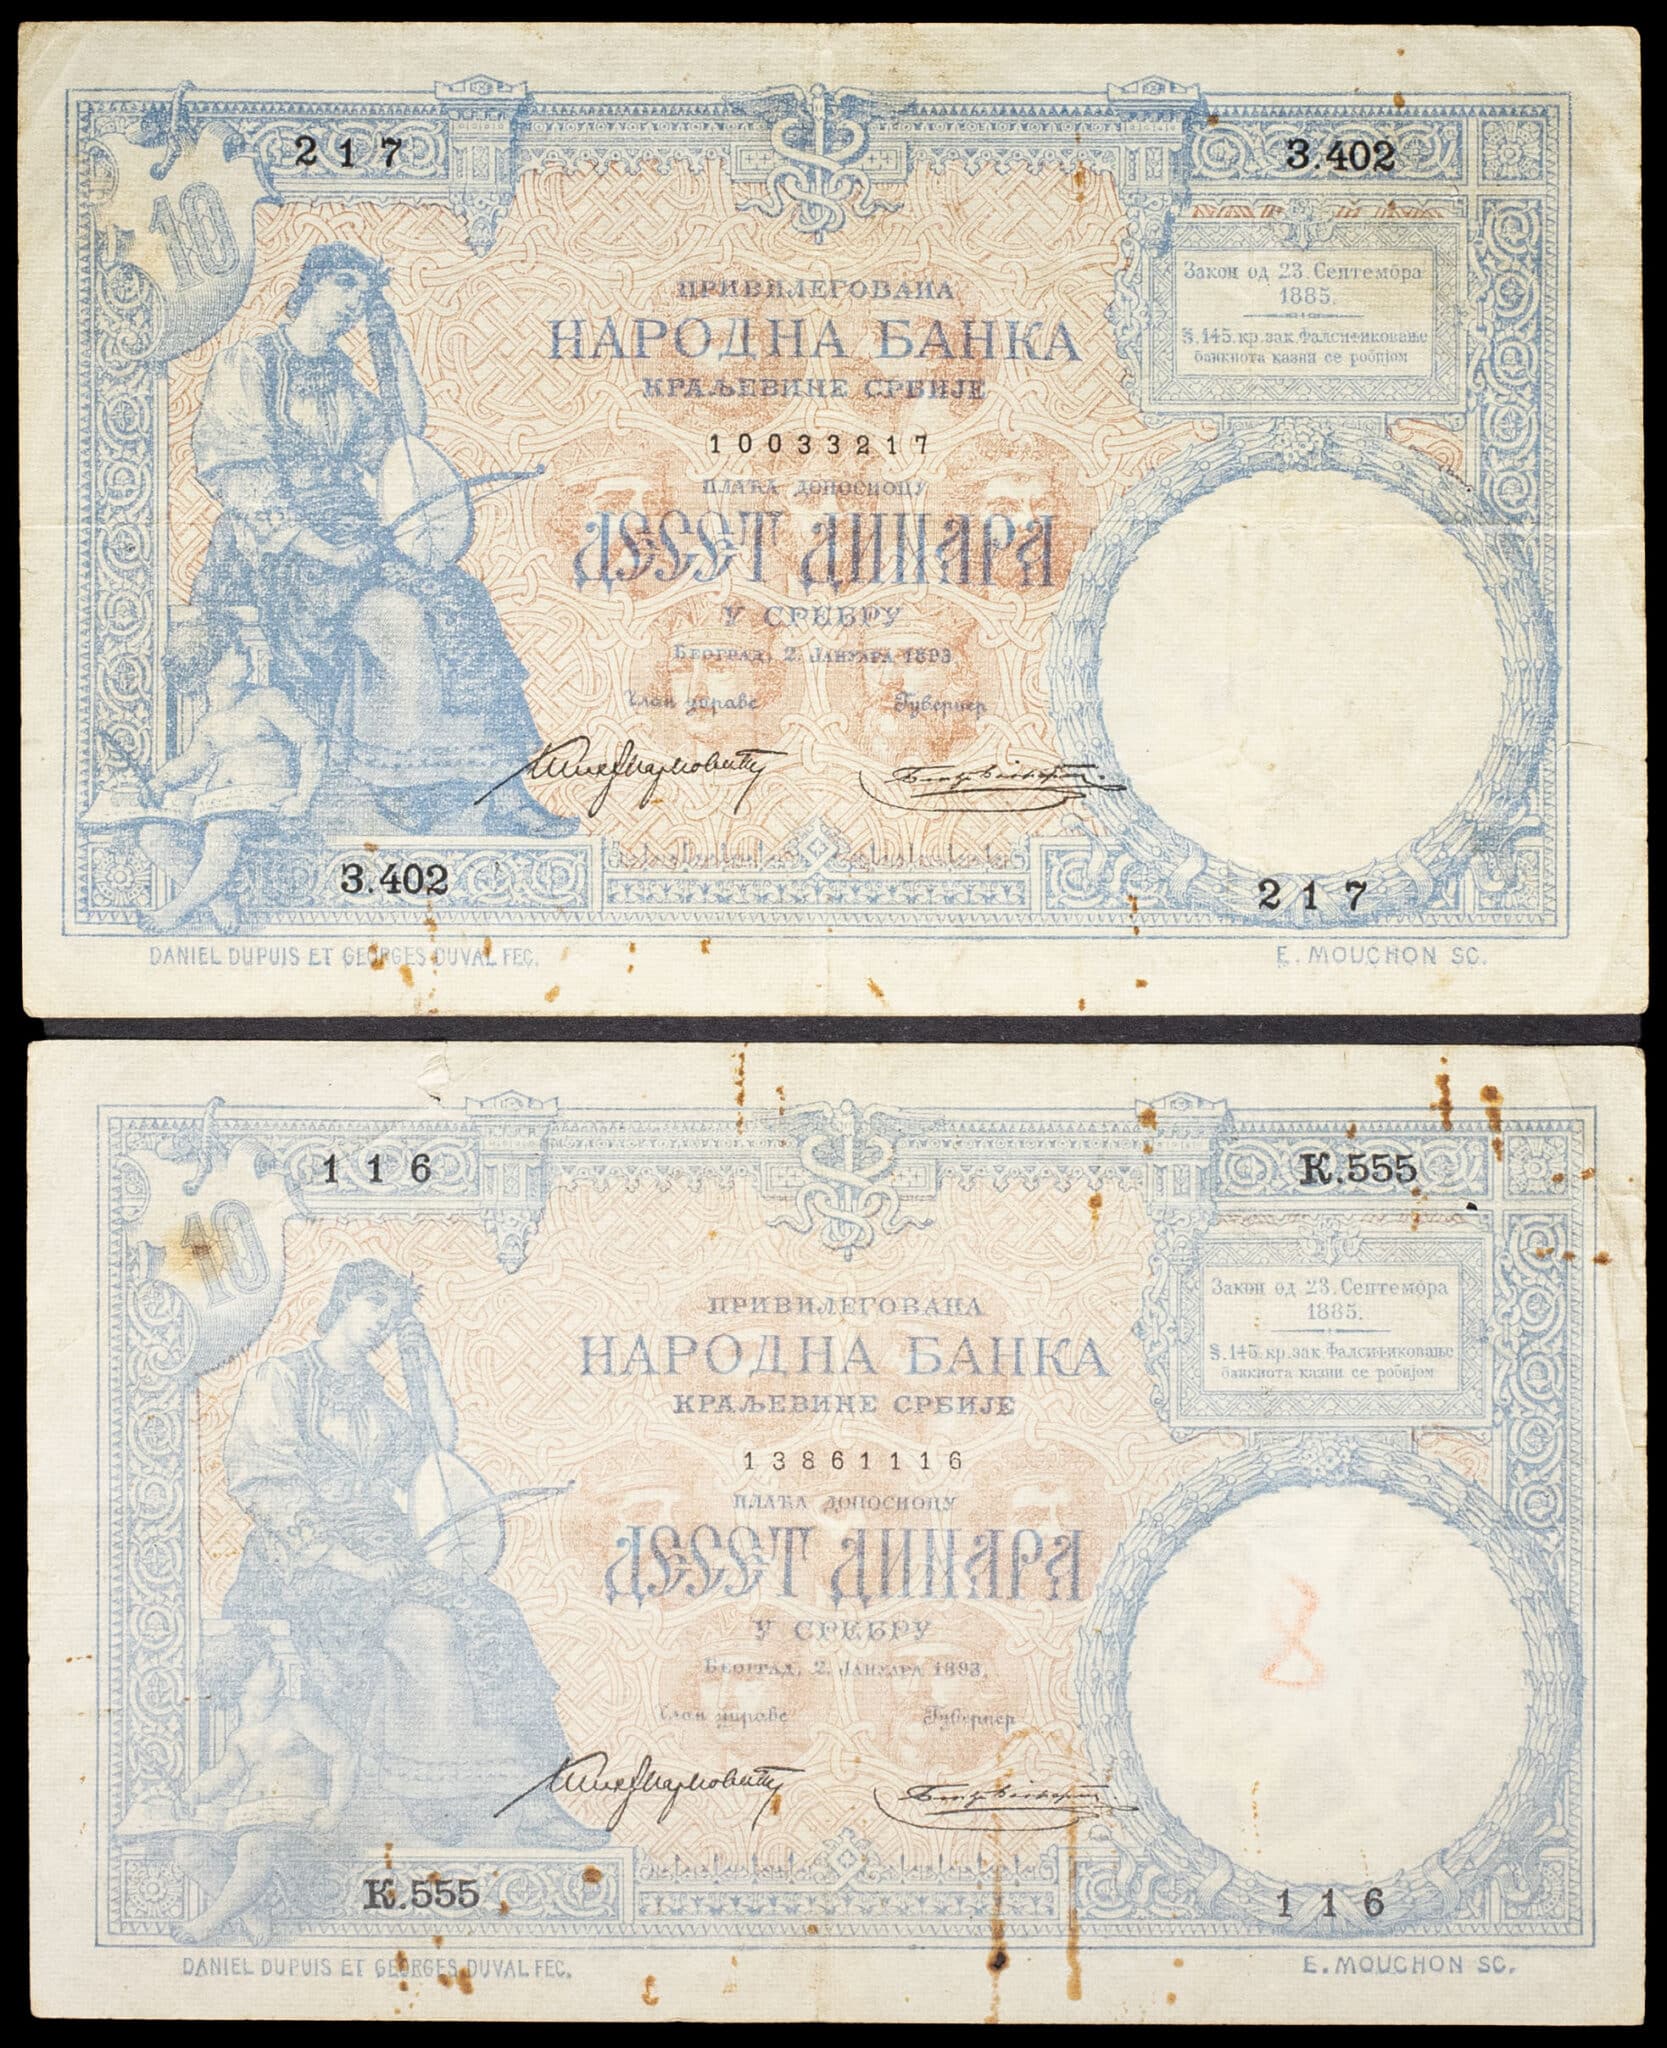 217
3.402
10
Закон од 23. Септембра
1885.
§. 145. кр. зак. Фалсификовање
банкнота казни се робијом
ПРИВИЛЕГОВАНА
НАРОДНА БАНКА
КРАЉЕВИНЕ СРБИЈЕ
10033217
ПЛАЋА ДОНОСИОЦУ
ДЕСЕТ ДИНАРА
У СРЕБРУ
БЕОГРАД, 2. ЈАНУАРА 1893.
Члан управе
Гувернер
3.402
217
DANIEL DUPUIS ET GEORGES DUVAL FEC.
E. MOUCHON SC.
116
К.555
10
Закон од 23. Септембра
1885.
§. 145. кр. зак. Фалсификовање
банкнота казни се робијом
ПРИВИЛЕГОВАНА
НАРОДНА БАНКА
КРАЉЕВИНЕ СРБИЈЕ
13861116
ПЛАЋА ДОНОСИОЦУ
ДЕСЕТ ДИНАРА
У СРЕБРУ
БЕОГРАД, 2. ЈАНУАРА 1893.
Члан управе
Гувернер
8
К.555
116
DANIEL DUPUIS ET GEORGES DUVAL FEC.
E. MOUCHON SC.